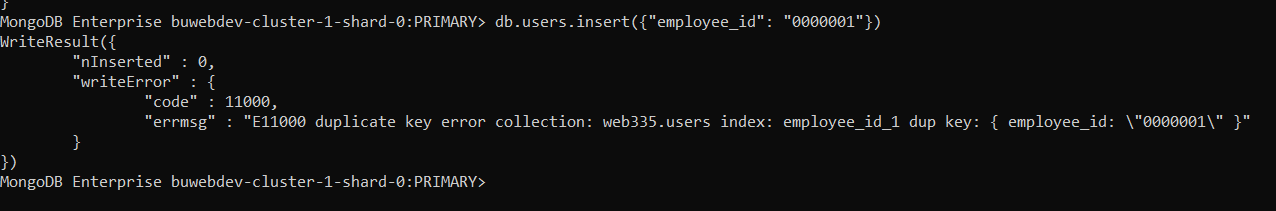 }
MongoDB Enterprise buwebdev-cluster-1-shard-0:PRIMARY> db.users.insert({"employee_id": "0000001"})
WriteResult({
        "nInserted" : 0,
        "writeError" : {
                "code" : 11000,
                "errmsg" : "E11000 duplicate key error collection: web335.users index: employee_id_1 dup key: { employee_id: \"0000001\" }"
        }
})
MongoDB Enterprise buwebdev-cluster-1-shard-0:PRIMARY>